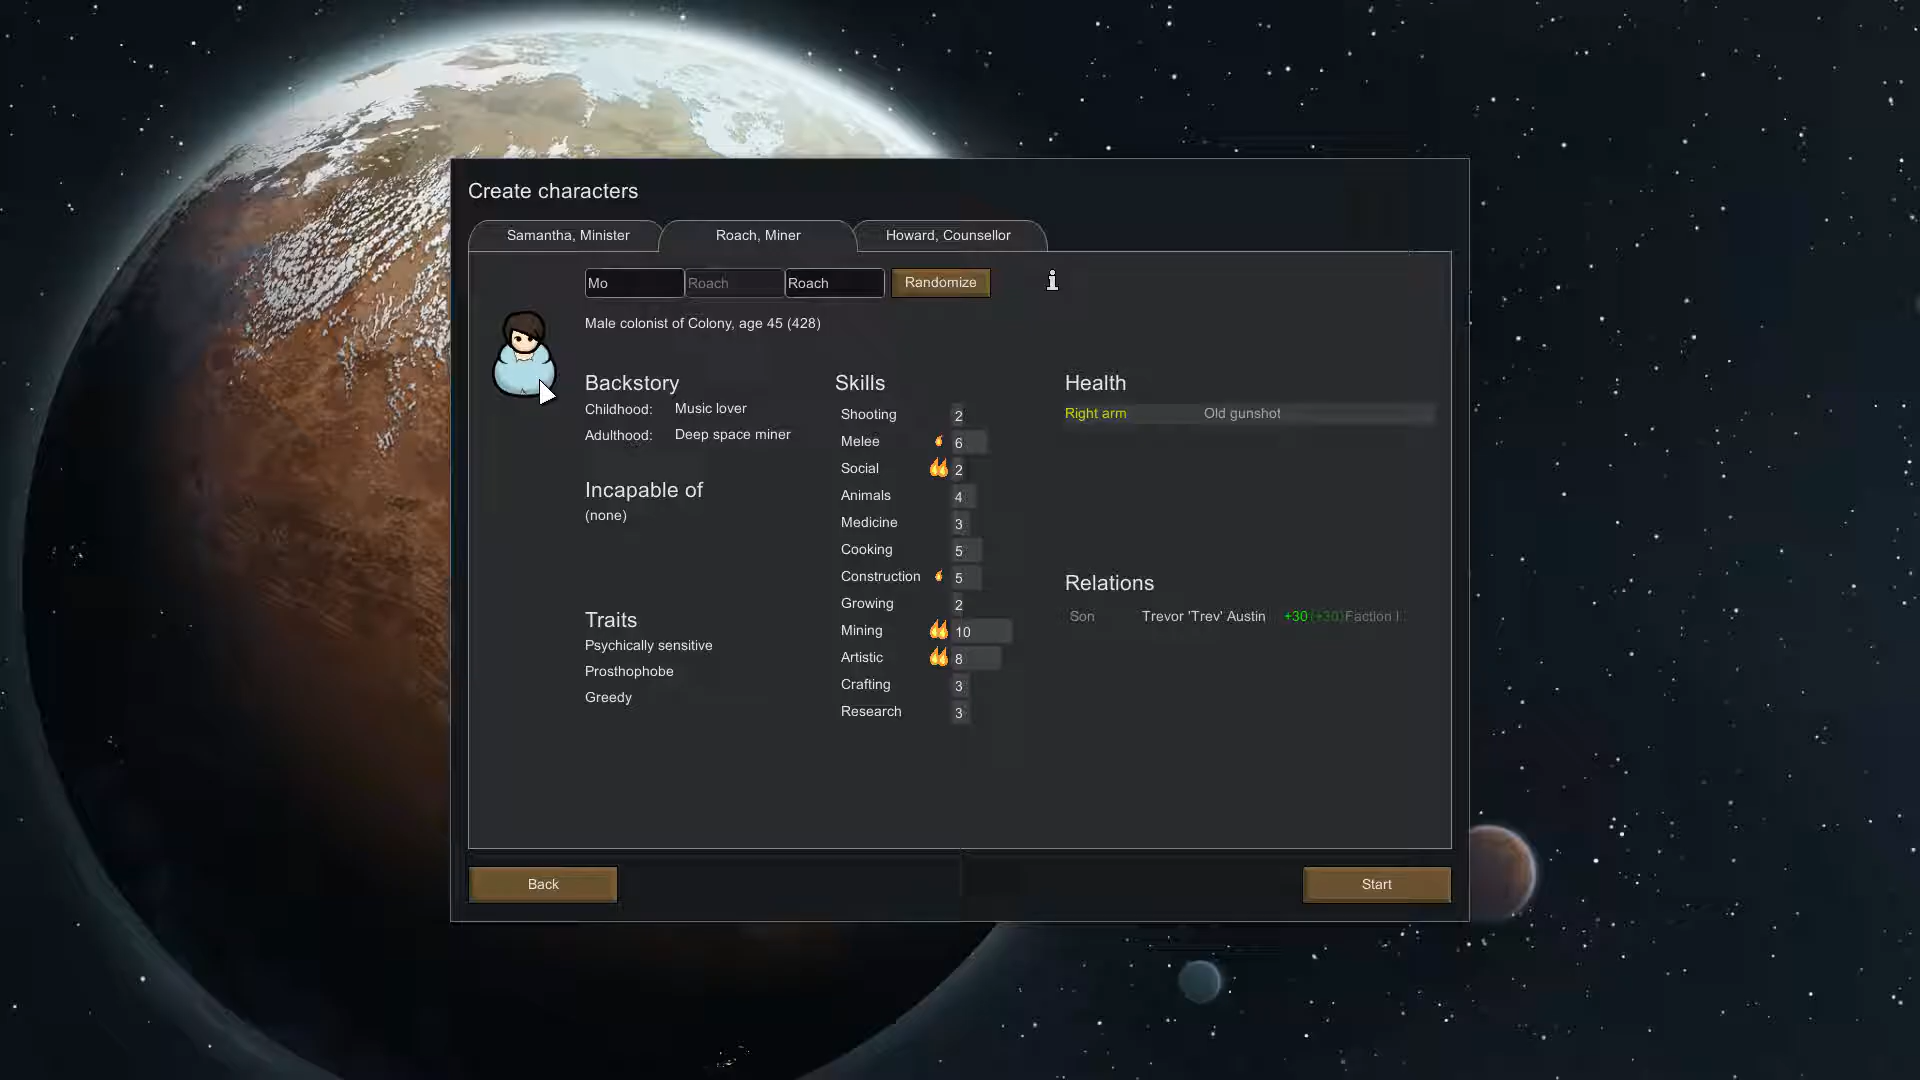 Create characters
Samantha, Minister
Roach, Miner
Howard, Counsellor
Mo
Roach
Roach
Randomize
Male colonist of Colony, age 45 (428)
Backstory
Childhood: Music lover
Adulthood: Deep space miner
Incapable of
(none)
Traits
Psychically sensitive
Prosthophobe
Greedy
Skills
Shooting 2
Melee 6
Social 2
Animals 4
Medicine 3
Cooking 5
Construction 5
Growing 2
Mining 10
Artistic 8
Crafting 3
Research 3
Health
Right arm Old gunshot
Relations
Son Trevor 'Trev' Austin +30 (+30) Faction l
Back
Start